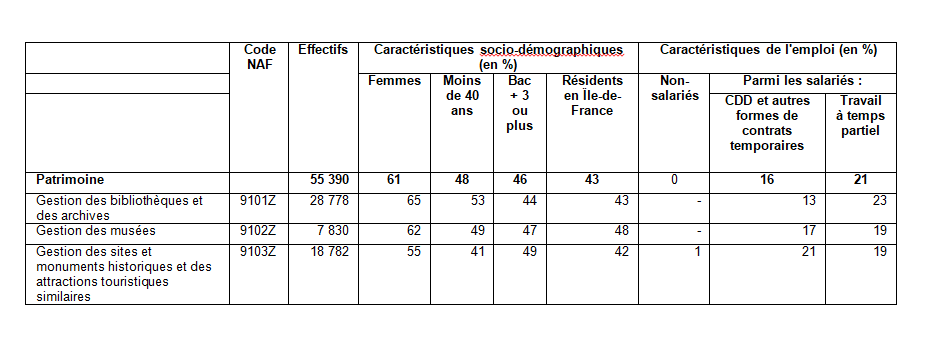 Code NAF Effectifs Caractéristiques socio-démographiques (en %) Caractéristiques de l'emploi (en %)
Femmes Moins de 40 ans Bac + 3 ou plus Résidents en Île-de-France Non-salariés Parmi les salariés :
CDD et autres formes de contrats temporaires Travail à temps partiel
Patrimoine 55 390 61 48 46 43 0 16 21
Gestion des bibliothèques et des archives 9101Z 28 778 65 53 44 43 - 13 23
Gestion des musées 9102Z 7 830 62 49 47 48 - 17 19
Gestion des sites et monuments historiques et des attractions touristiques similaires 9103Z 18 782 55 41 49 42 1 21 19